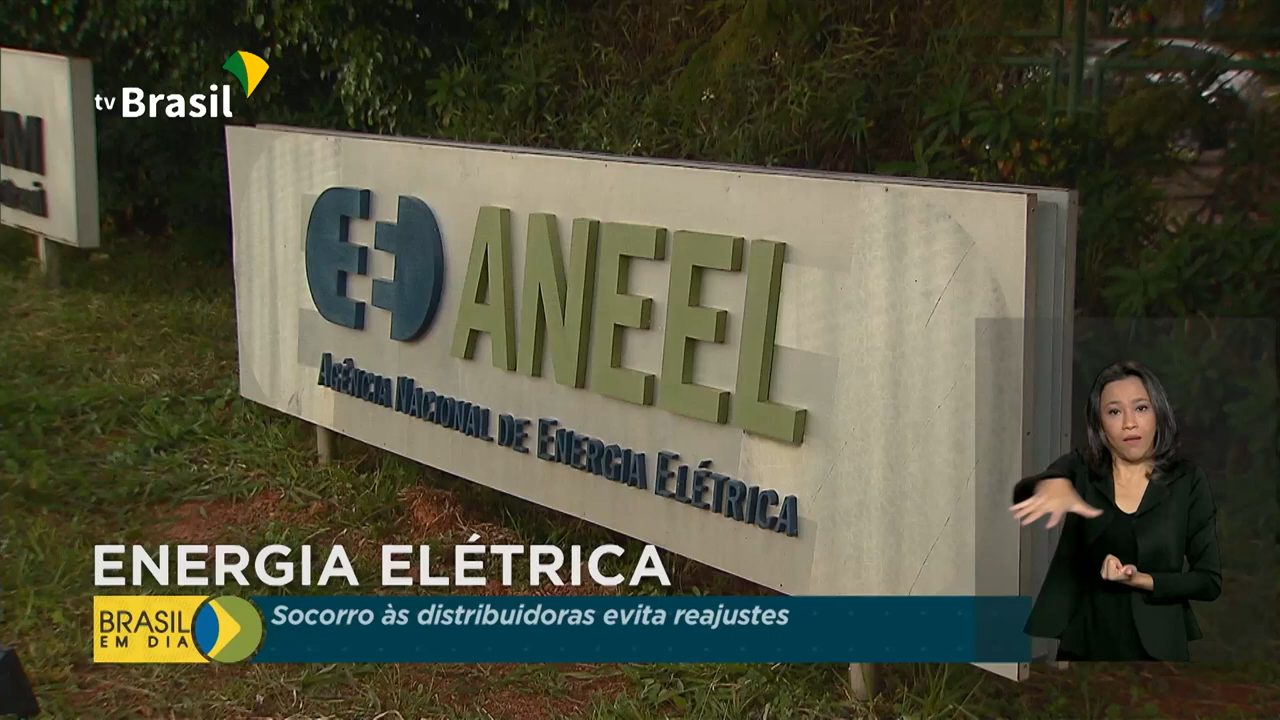 tv Brasil
M
ANEEL
AGÊNCIA NACIONAL DE ENERGIA ELÉTRICA
ENERGIA ELÉTRICA
BRASIL
EM DIA
Socorro às distribuidoras evita reajustes